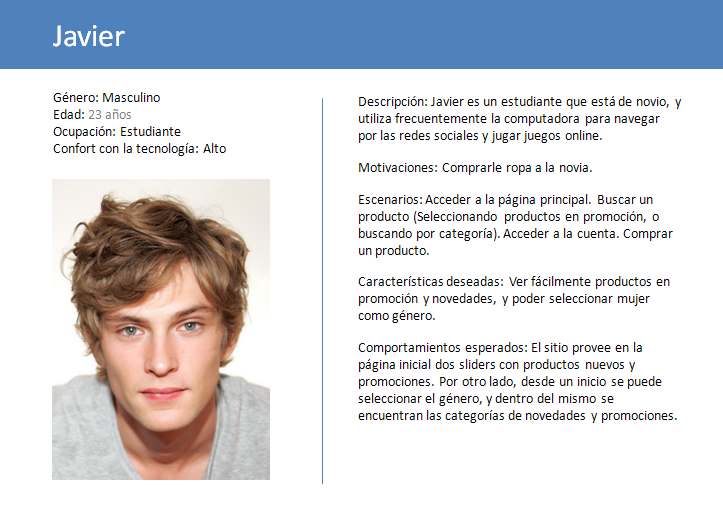 Javier
Género: Masculino
Edad: 23 años
Ocupación: Estudiante
Confort con la tecnología: Alto
Descripción: Javier es un estudiante que está de novio, y
utiliza frecuentemente la computadora para navegar
por las redes sociales y jugar juegos online.
Motivaciones: Comprarle ropa a la novia.
Escenarios: Acceder a la página principal. Buscar un
producto (Seleccionando productos en promoción, o
buscando por categoría). Acceder a la cuenta. Comprar
un producto.
Características deseadas: Ver fácilmente productos en
promoción y novedades, y poder seleccionar mujer
como género.
Comportamientos esperados: El sitio provee en la
página inicial dos sliders con productos nuevos y
promociones. Por otro lado, desde un inicio se puede
seleccionar el género, y dentro del mismo se
encuentran las categorías de novedades y promociones.